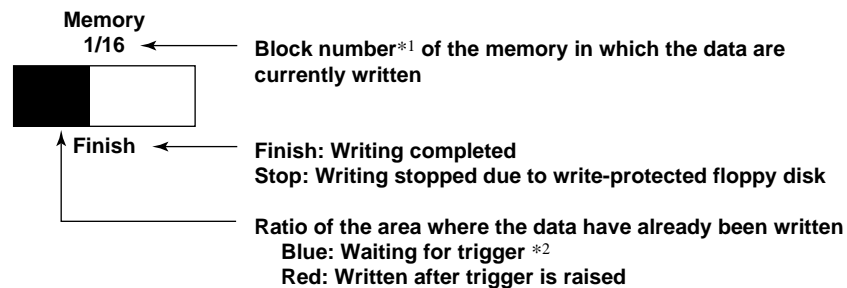 Memory
1/16
Block number*1 of the memory in which the data are
currently written
Finish
Finish: Writing completed
Stop: Writing stopped due to write-protected floppy disk
Ratio of the area where the data have already been written
Blue: Waiting for trigger *2
Red: Written after trigger is raised